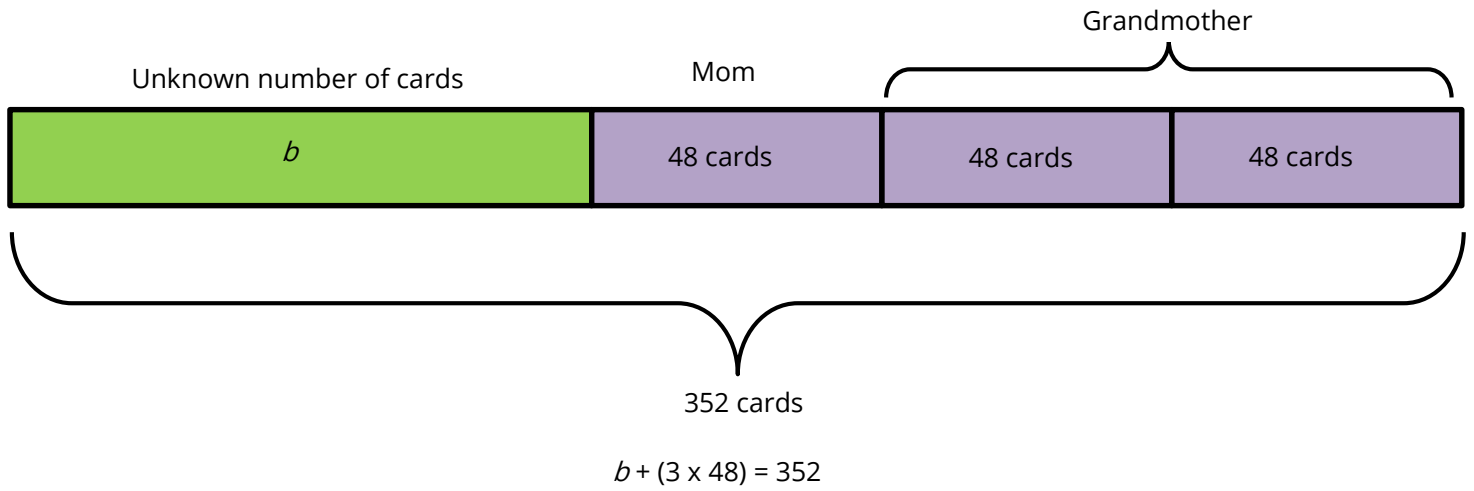 Grandmother
Unknown number of cards
Mom
b
48 cards
48 cards
48 cards
352 cards
b + (3 x 48) = 352